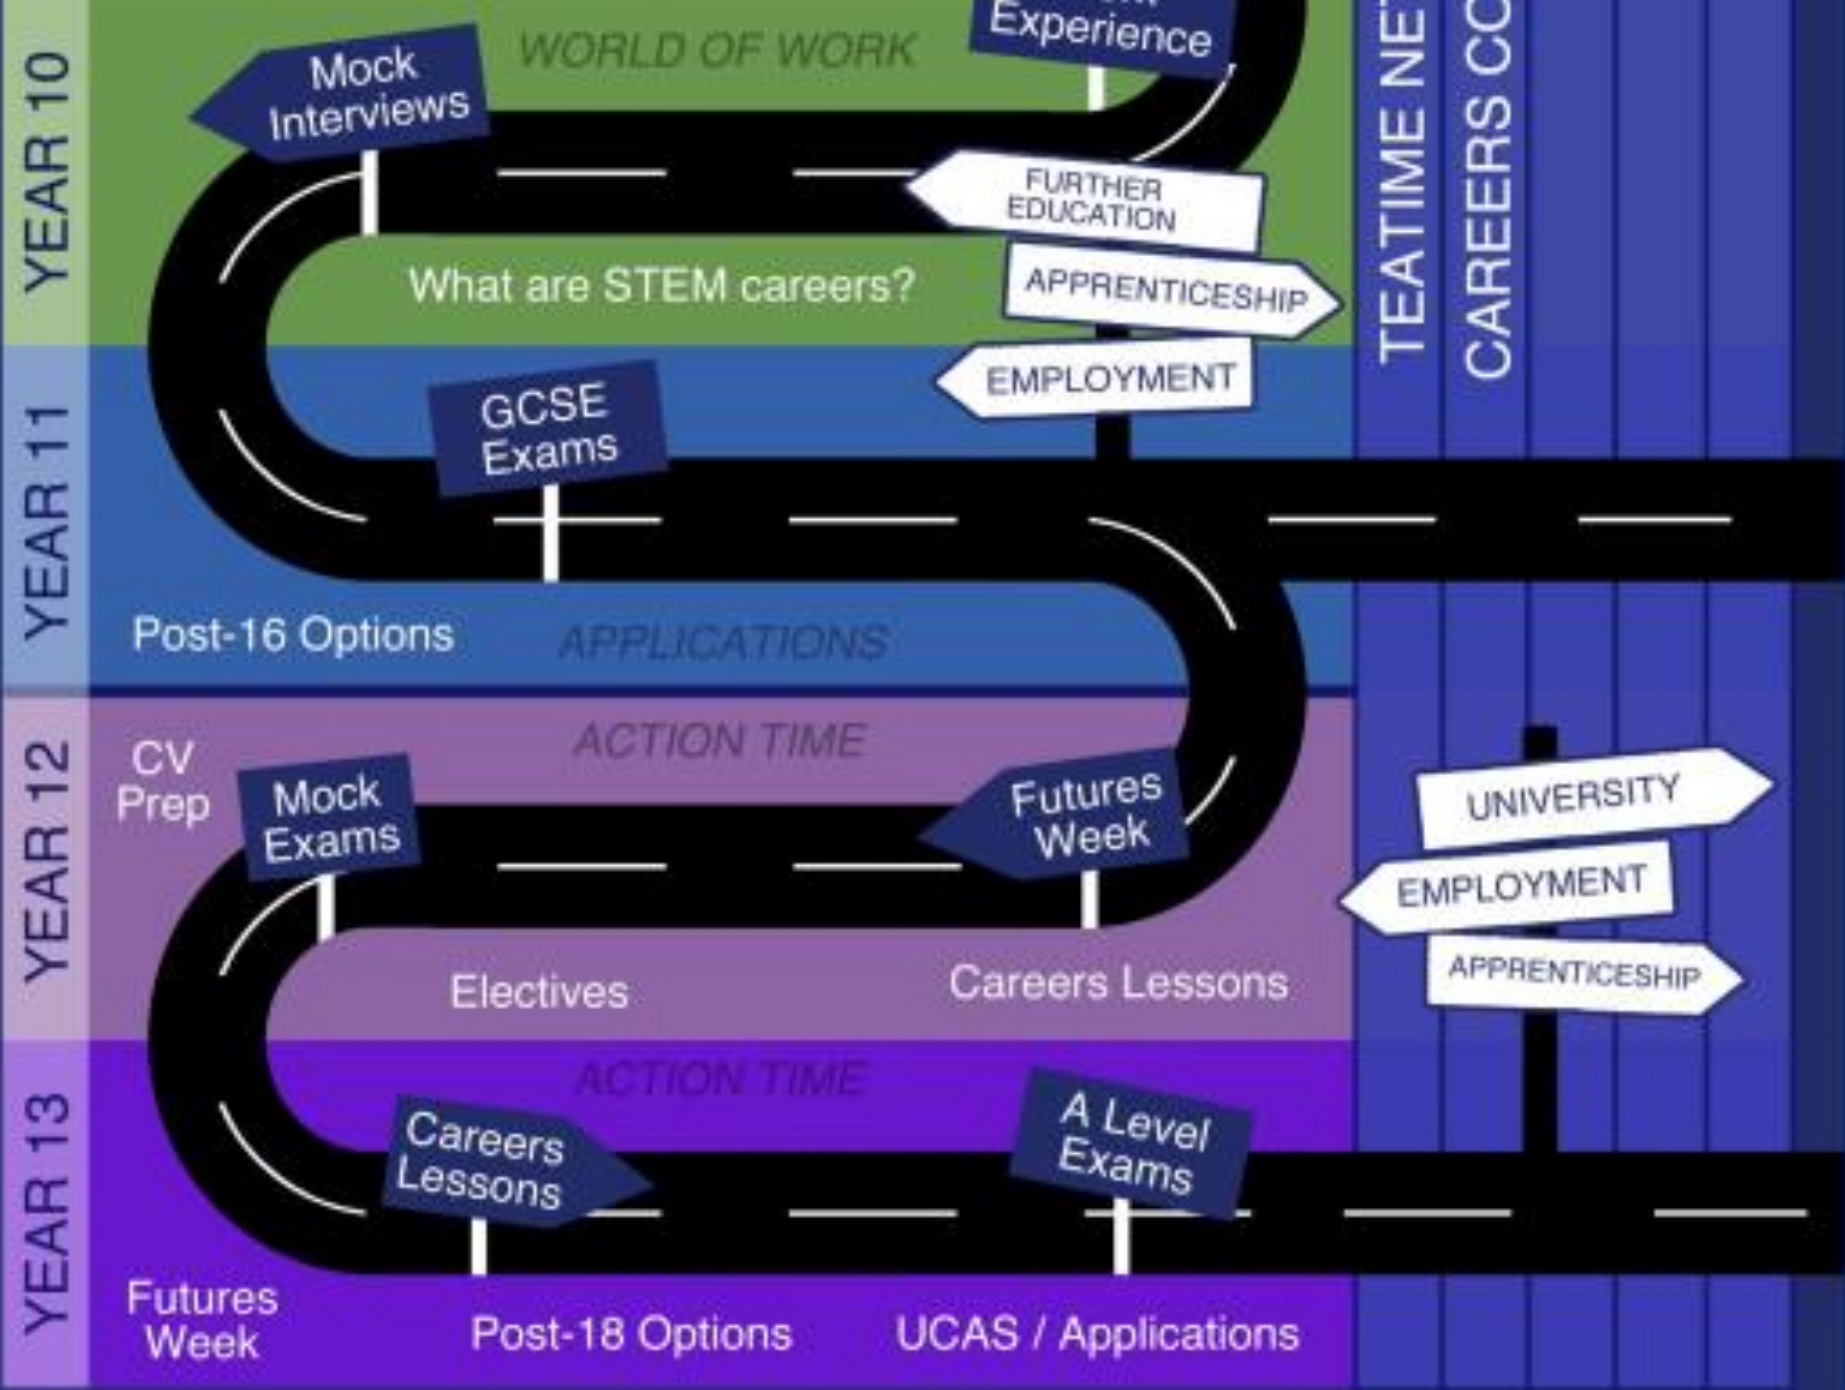 YEAR 10
WORLD OF WORK
Experience
Mock
Interviews
FURTHER
EDUCATION
What are STEM careers?
APPRENTICESHIP
EMPLOYMENT
YEAR 11
GCSE
Exams
Post-16 Options
APPLICATIONS
YEAR 12
ACTION TIME
CV
Prep
Mock
Exams
Futures
Week
Electives
Careers Lessons
YEAR 13
ACTION TIME
Careers
Lessons
A Level
Exams
Futures
Week
Post-18 Options
UCAS / Applications
TEATIME NE
CAREERS CO
UNIVERSITY
EMPLOYMENT
APPRENTICESHIP